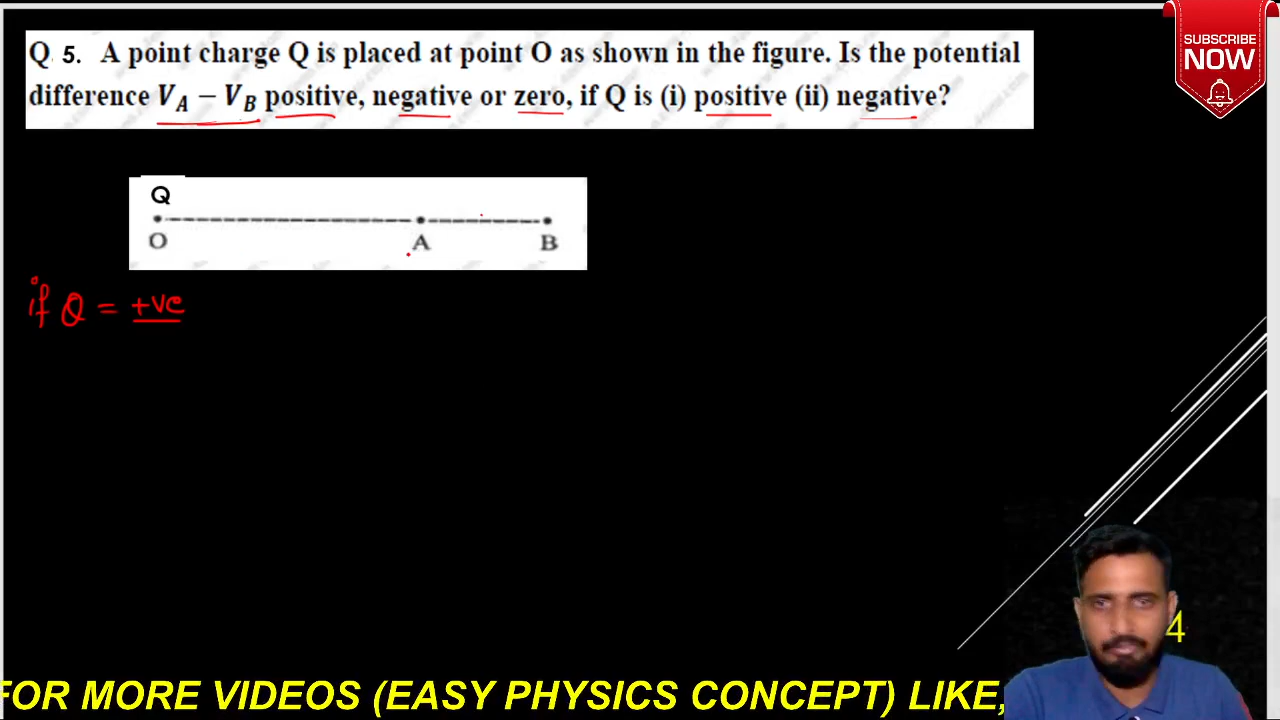 SUBSCRIBE
NOW
Q 5. A point charge Q is placed at point O as shown in the figure. Is the potential
difference V_A − V_B positive, negative or zero, if Q is (i) positive (ii) negative?
Q
O A B
if Q = +ve
4
FOR MORE VIDEOS (EASY PHYSICS CONCEPT) LIKE,